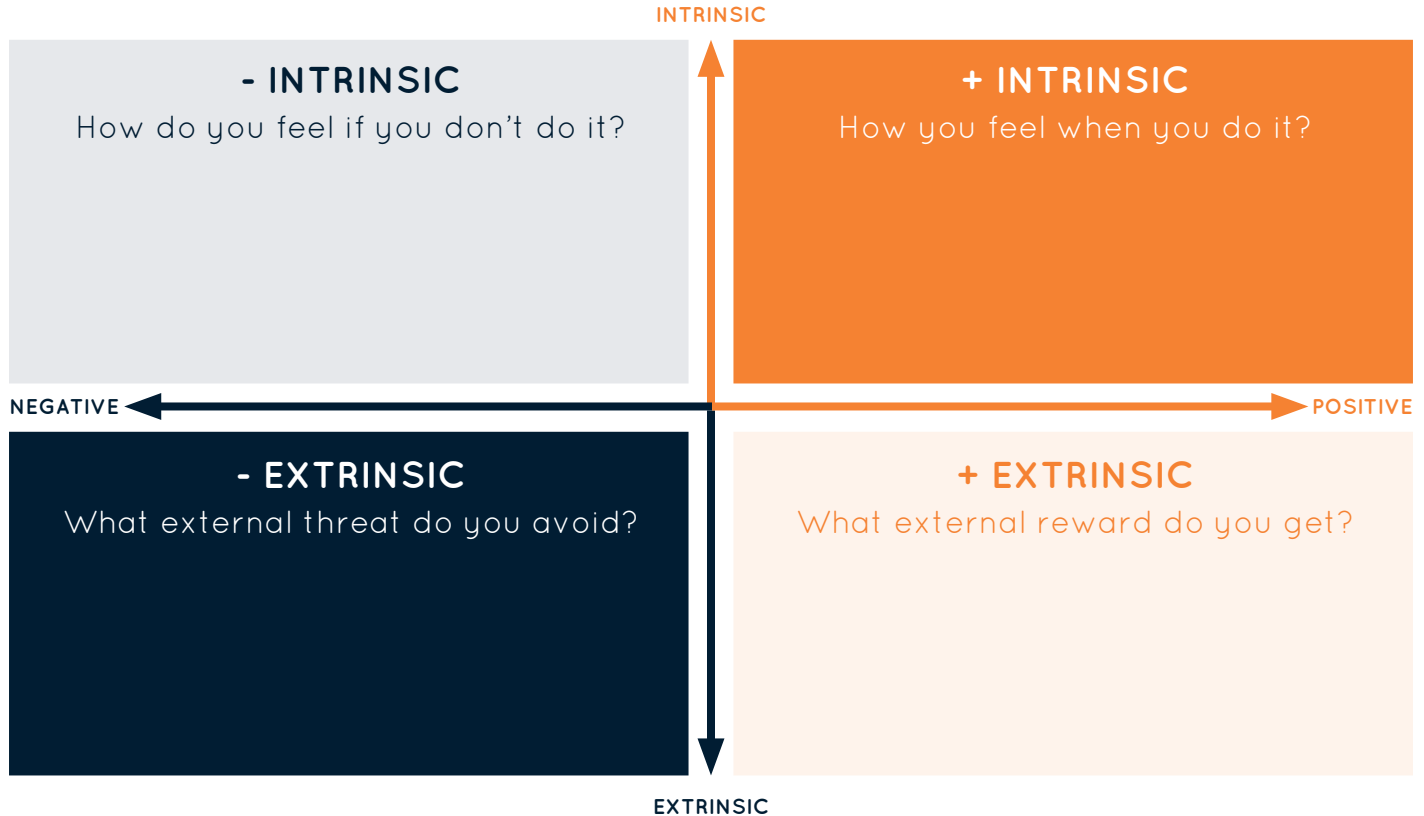 INTRINSIC
- INTRINSIC
How do you feel if you don't do it?
+ INTRINSIC
How you feel when you do it?
NEGATIVE
POSITIVE
- EXTRINSIC
What external threat do you avoid?
+ EXTRINSIC
What external reward do you get?
EXTRINSIC